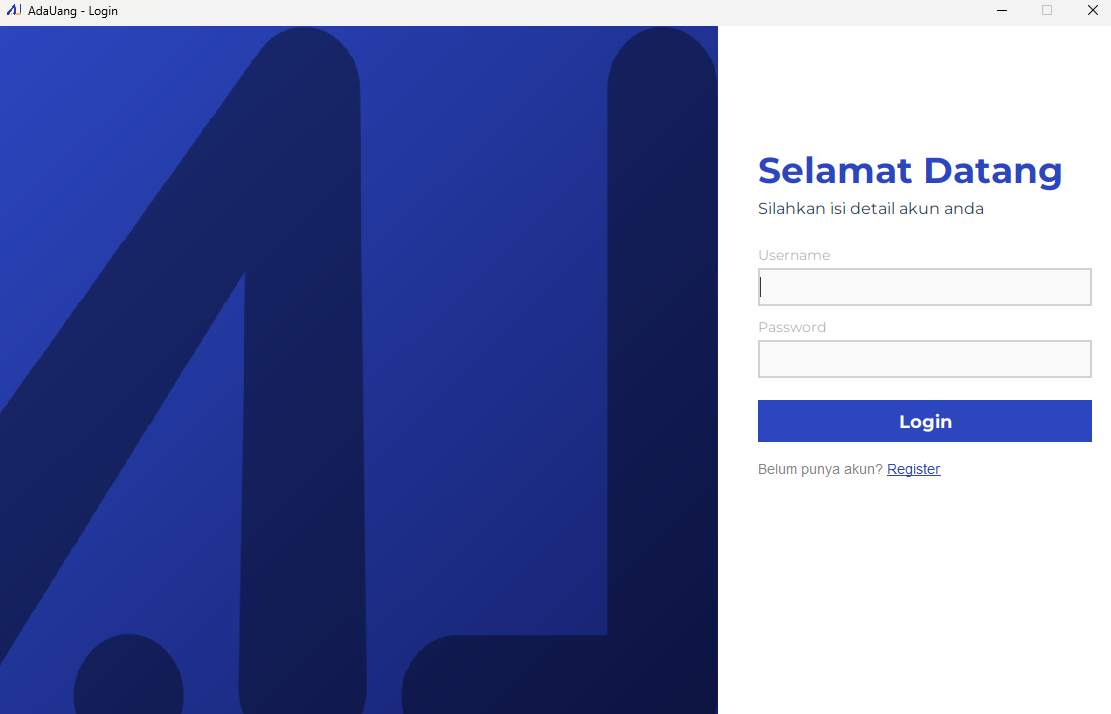 AdaUang - Login
Selamat Datang
Silahkan isi detail akun anda
Username
Password
Login
Belum punya akun? Register